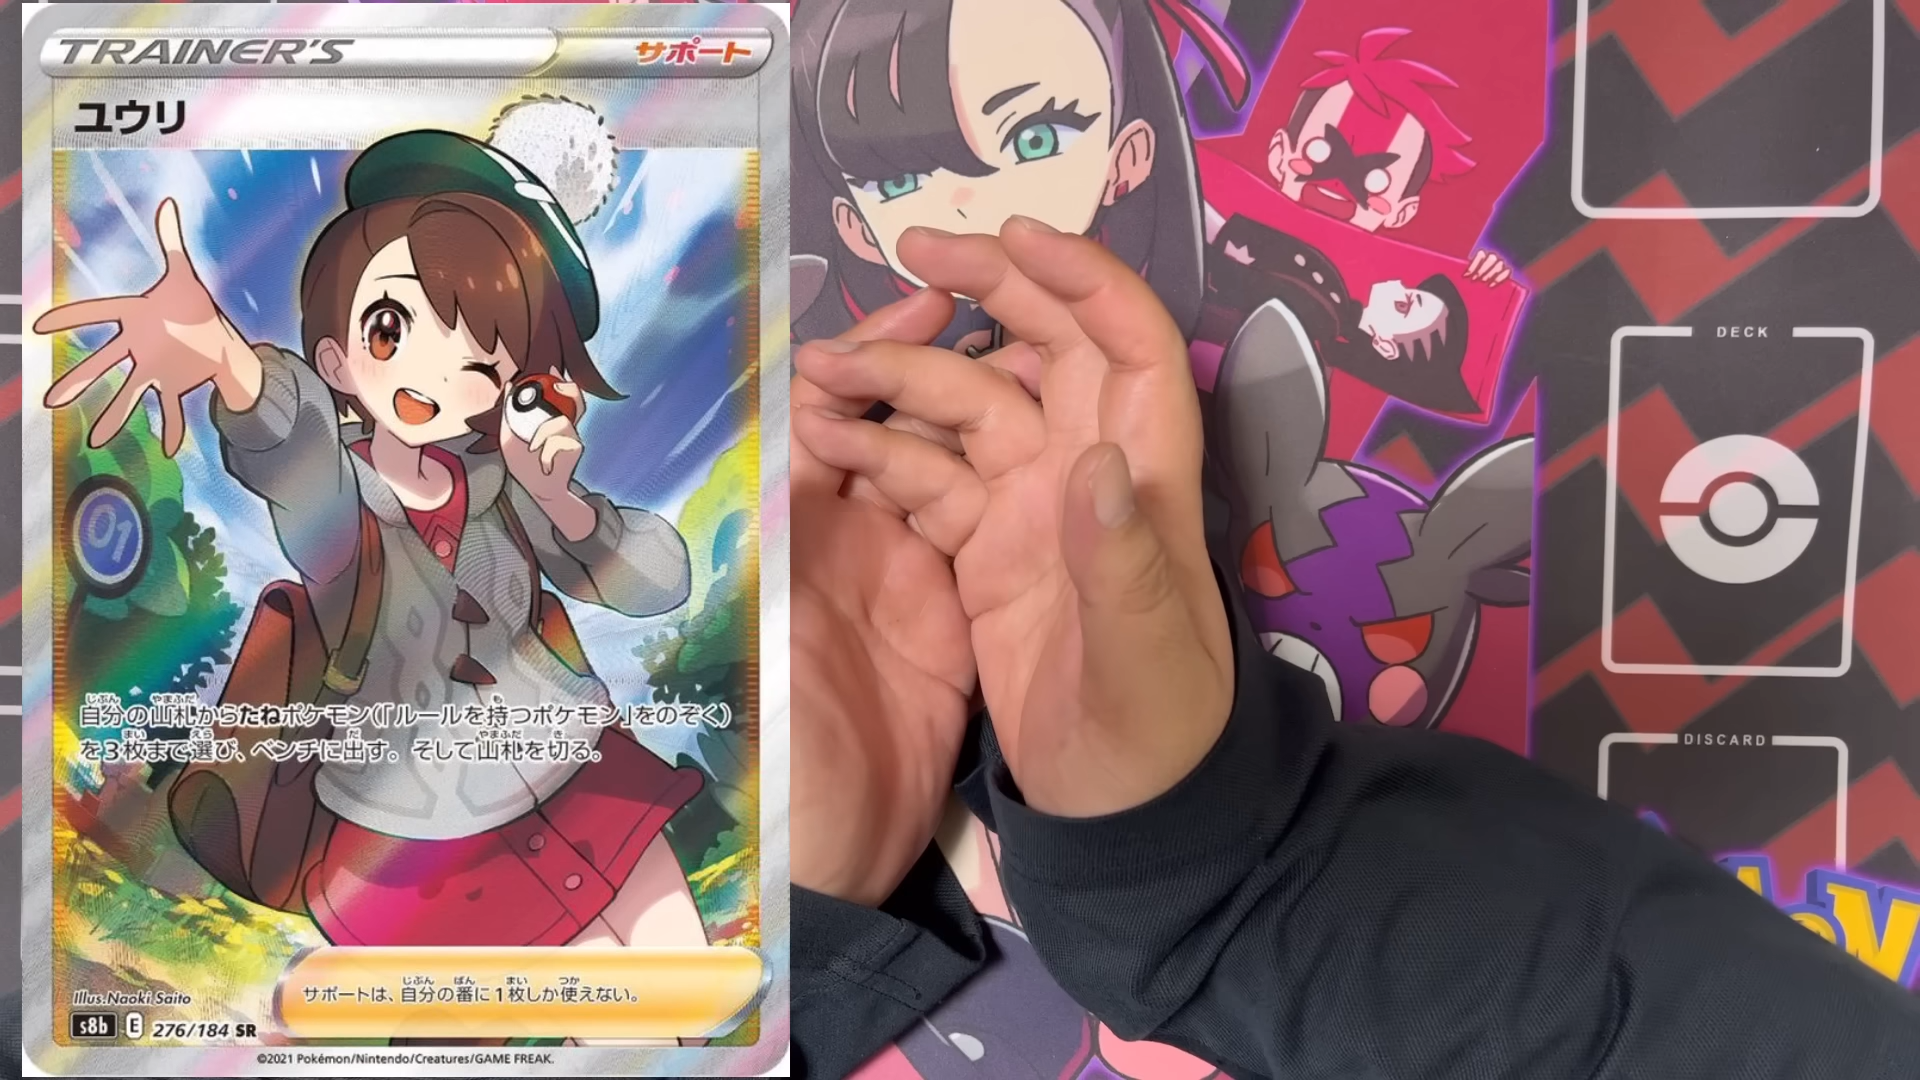 TRAINER'S
サポート
ユウリ
01
自分の山札からたねポケモン(「ルールを持つポケモン」をのぞく)
を3枚まで選び、ベンチに出す。そして山札を切る。
サポートは、自分の番に1枚しか使えない。
Illus.Naoki Saito
s8b E 276/184 SR
©2021 Pokémon/Nintendo/Creatures/GAME FREAK.
DECK
DISCARD